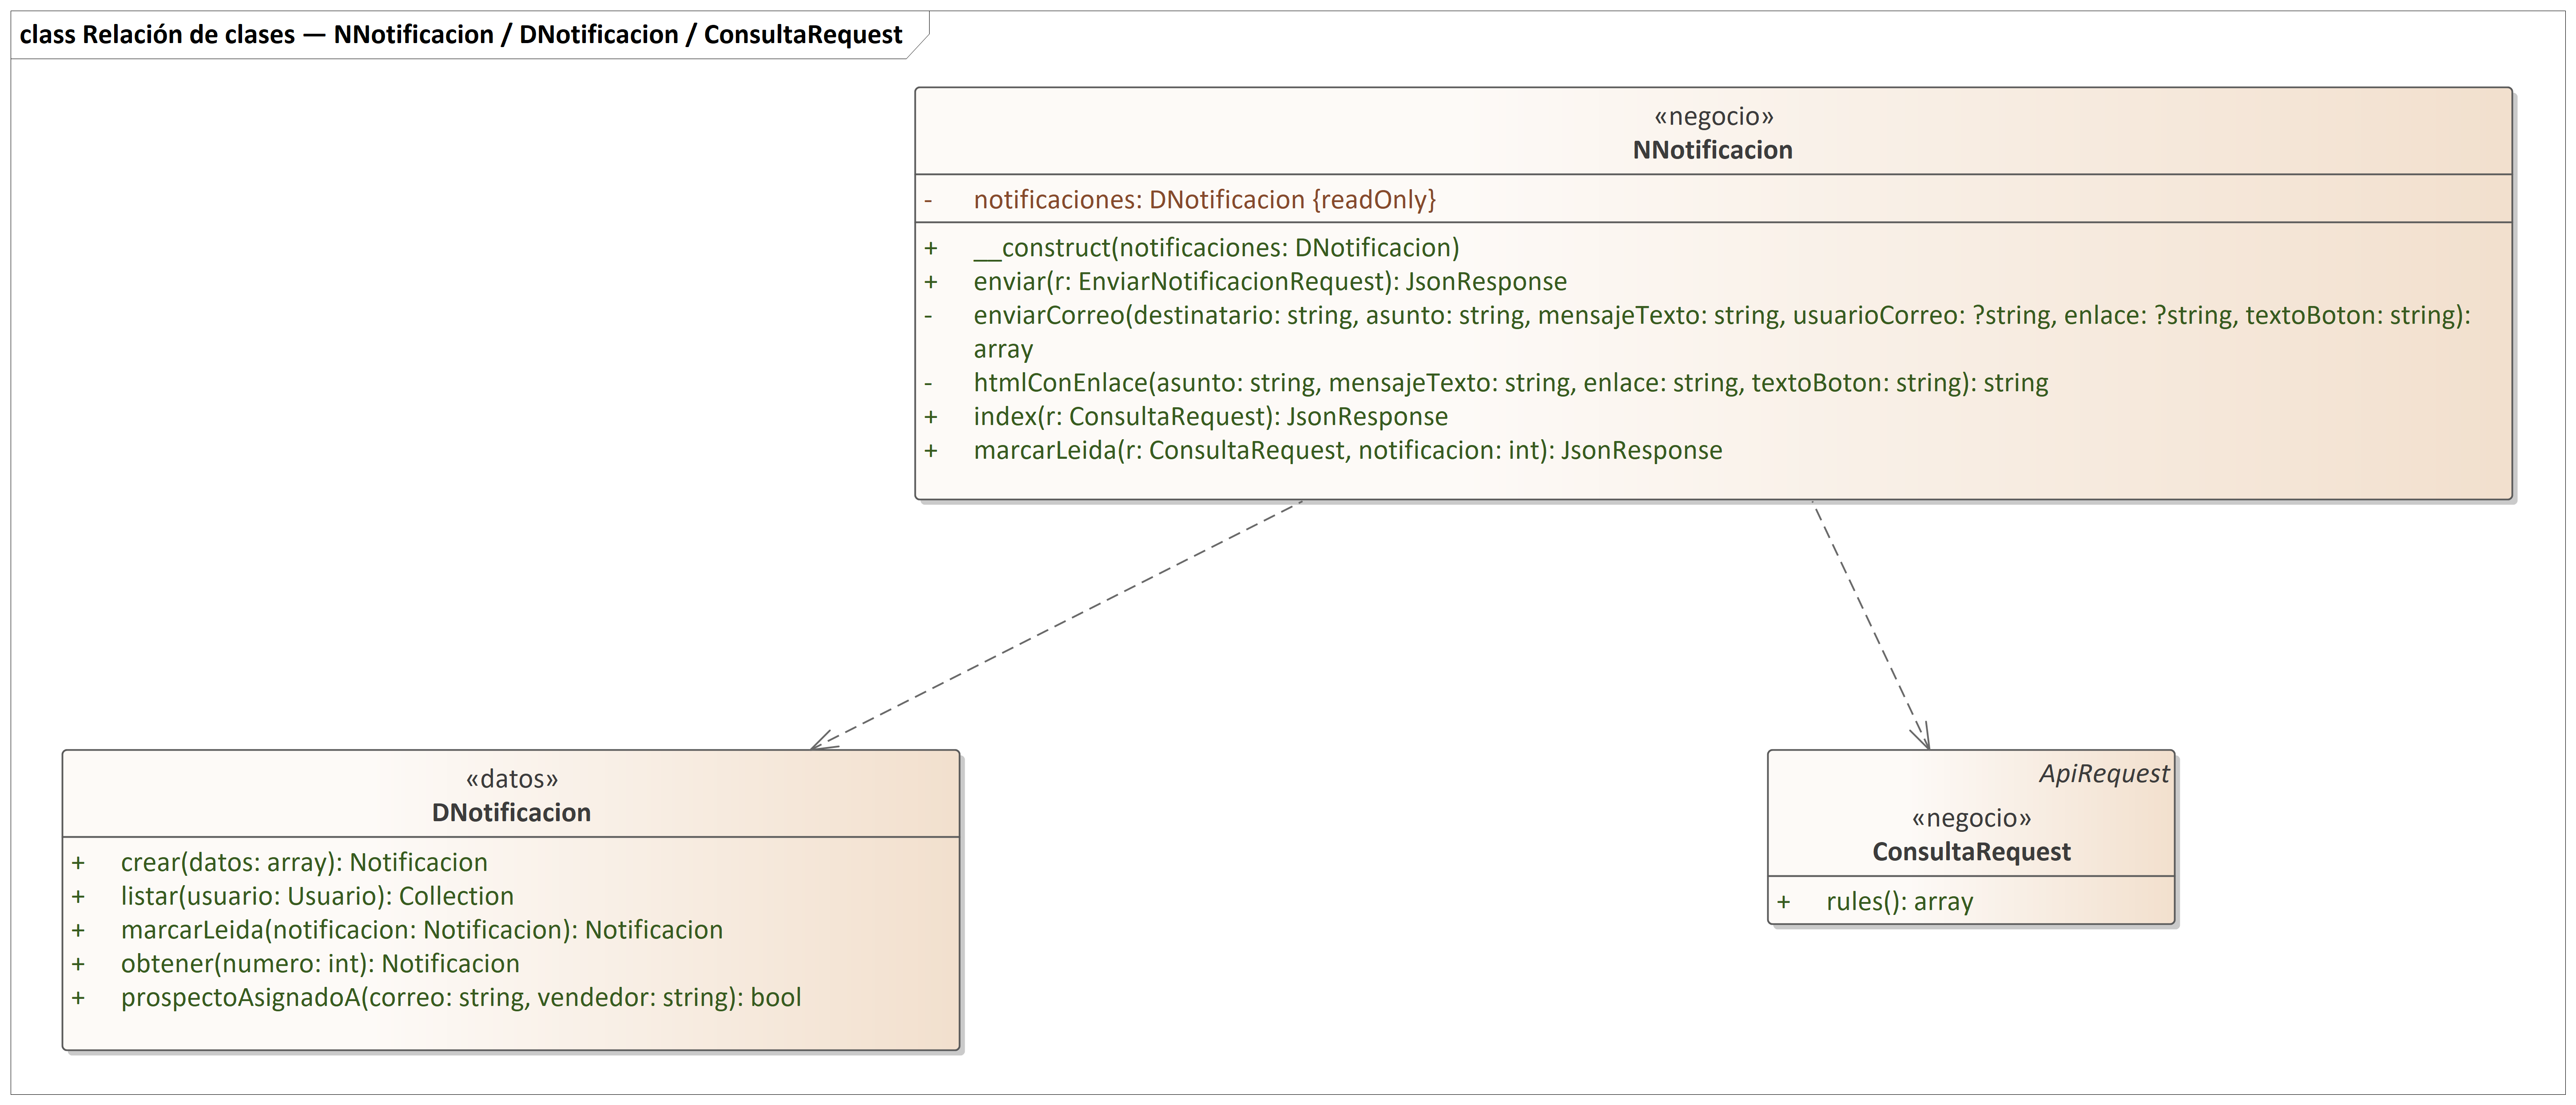 class Relación de clases — NNotificacion / DNotificacion / ConsultaRequest
«negocio»
NNotificacion
- notificaciones: DNotificacion {readOnly}
+ __construct(notificaciones: DNotificacion)
+ enviar(r: EnviarNotificacionRequest): JsonResponse
- enviarCorreo(destinatario: string, asunto: string, mensajeTexto: string, usuarioCorreo: ?string, enlace: ?string, textoBoton: string):
array
- htmlConEnlace(asunto: string, mensajeTexto: string, enlace: string, textoBoton: string): string
+ index(r: ConsultaRequest): JsonResponse
+ marcarLeida(r: ConsultaRequest, notificacion: int): JsonResponse
«datos»
DNotificacion
+ crear(datos: array): Notificacion
+ listar(usuario: Usuario): Collection
+ marcarLeida(notificacion: Notificacion): Notificacion
+ obtener(numero: int): Notificacion
+ prospectoAsignadoA(correo: string, vendedor: string): bool
ApiRequest
«negocio»
ConsultaRequest
+ rules(): array